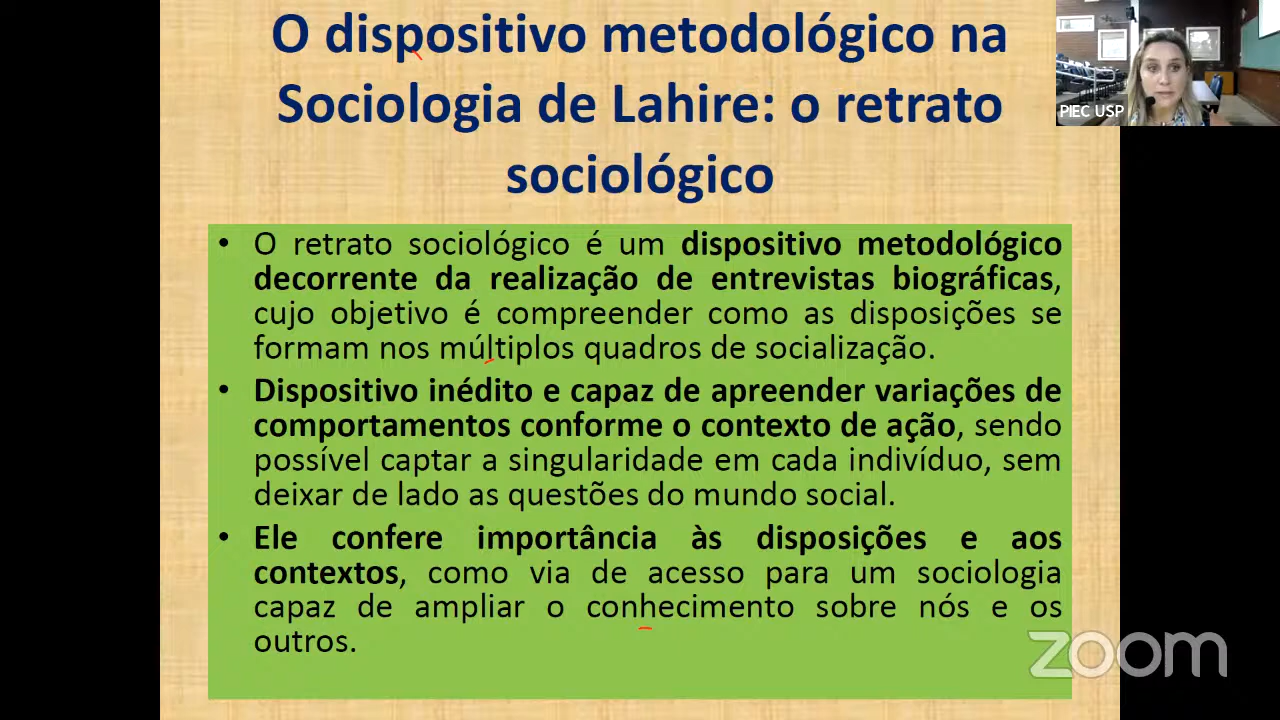 O dispositivo metodológico na
Sociologia de Lahire: o retrato
sociológico
PIEC USP
• O retrato sociológico é um dispositivo metodológico
decorrente da realização de entrevistas biográficas,
cujo objetivo é compreender como as disposições se
formam nos múltiplos quadros de socialização.
• Dispositivo inédito e capaz de apreender variações de
comportamentos conforme o contexto de ação, sendo
possível captar a singularidade em cada indivíduo, sem
deixar de lado as questões do mundo social.
• Ele confere importância às disposições e aos
contextos, como via de acesso para um sociologia
capaz de ampliar o conhecimento sobre nós e os
outros.
zoom